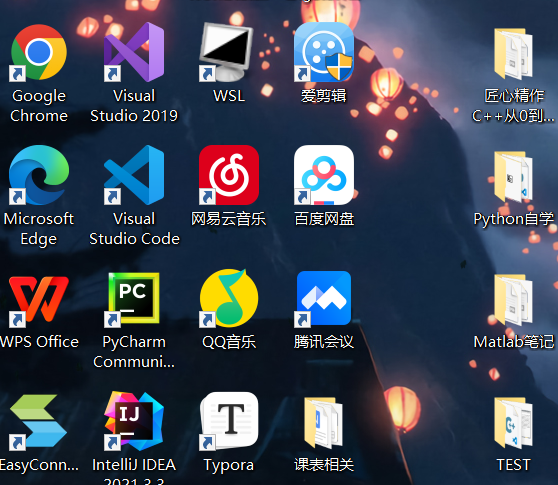 Google
Chrome
Visual
Studio 2019
WSL
爱剪辑
匠心精作
C++从0到...
Microsoft
Edge
Visual
Studio Code
网易云音乐
百度网盘
Python自学
WPS Office
PC
PyCharm
Communi...
QQ音乐
腾讯会议
Matlab笔记
EasyConn...
IJ
IntelliJ IDEA
2021.3.3
T
Typora
课表相关
TEST